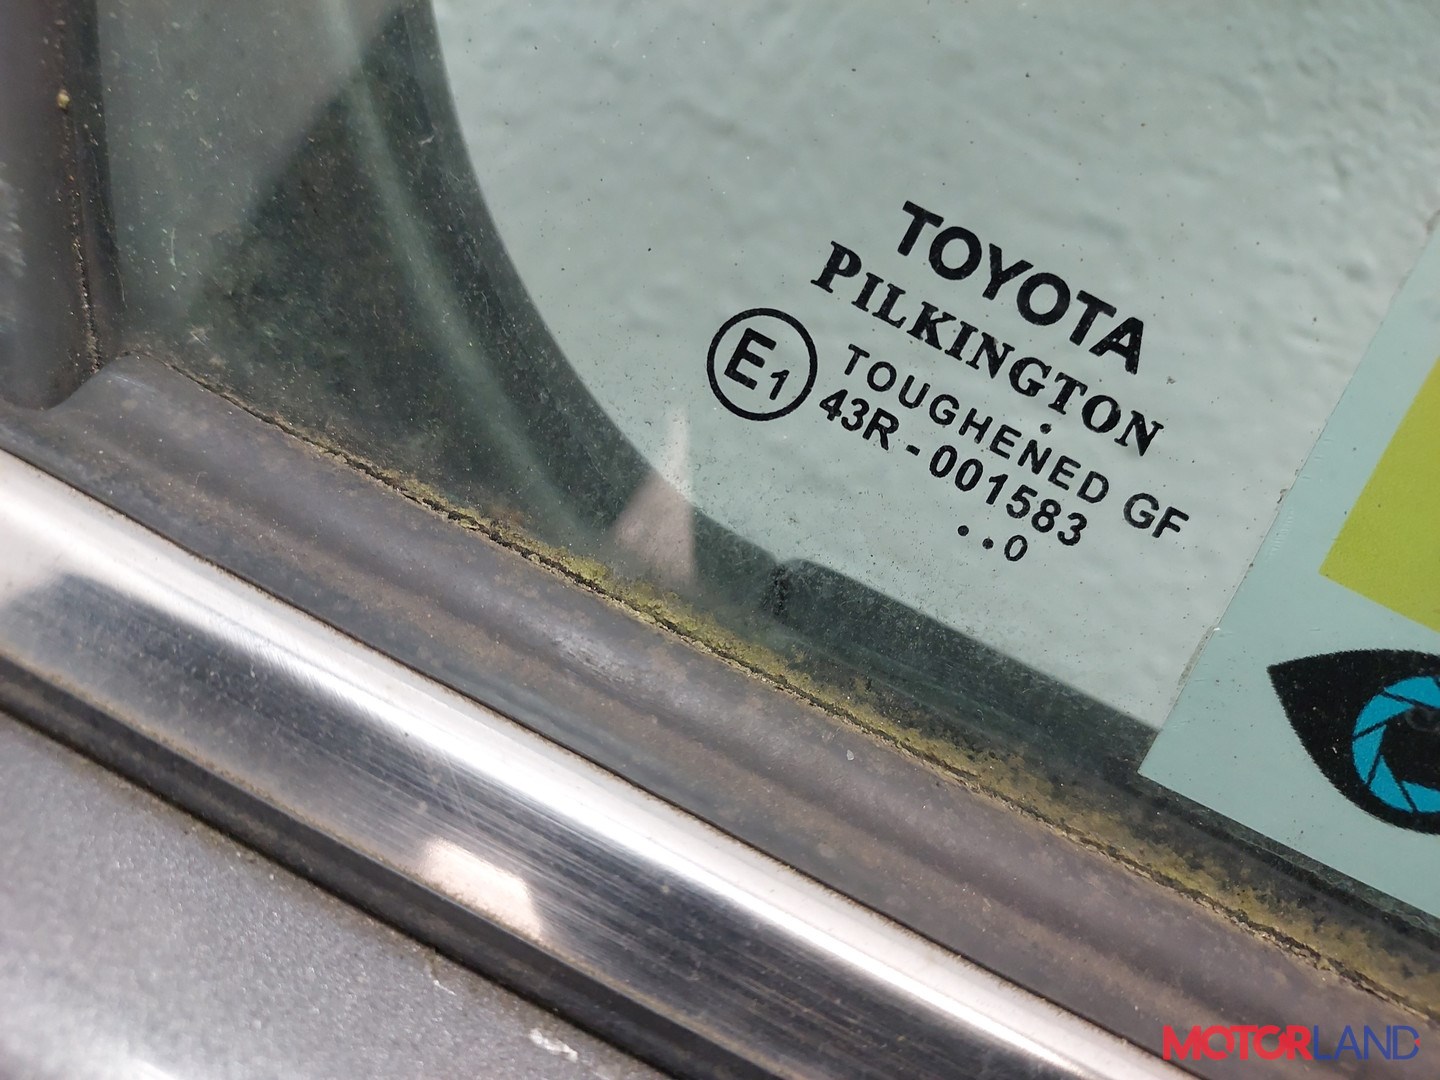 TOYOTA
PILKINGTON
E1
TOUGHENED GF
43R-001583
••0
MOTORLAND